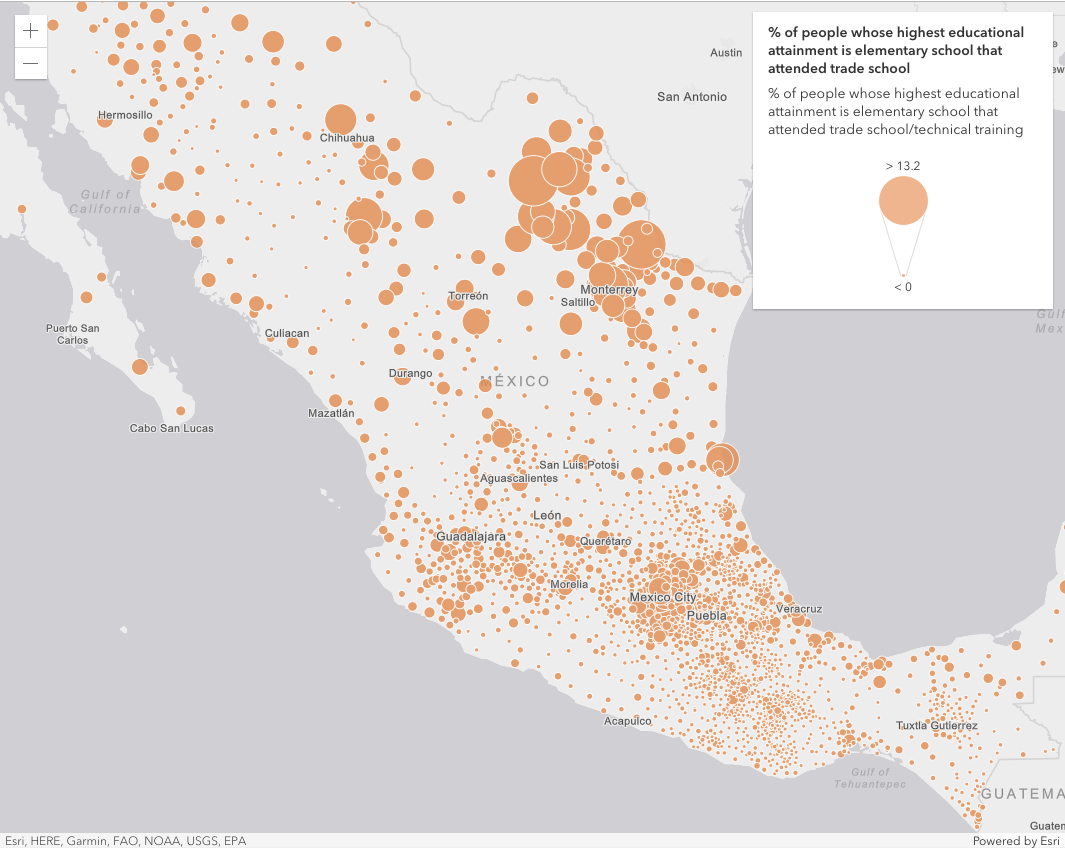 +
−
% of people whose highest educational
attainment is elementary school that
attended trade school
% of people whose highest educational
attainment is elementary school that
attended trade school/technical training
> 13.2
< 0
Austin
San Antonio
Hermosillo
Chihuahua
Gulf of
California
Monterrey
Torreón
Saltillo
Gulf
Mex
Puerto San
Carlos
Culiacan
Durango
MÉXICO
Mazatlán
Cabo San Lucas
San Luis Potosi
Aguascalientes
León
Guadalajara
Querétaro
Morelia
Mexico City
Puebla
Veracruz
Acapulco
Tuxtla Gutierrez
Gulf of
Tehuantepec
GUATEMA
Guatem
Esri, HERE, Garmin, FAO, NOAA, USGS, EPA
Powered by Esri